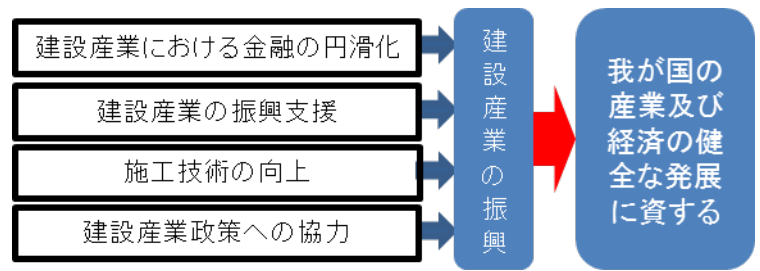 建設産業における金融の円滑化
建設産業の振興支援
施工技術の向上
建設産業政策への協力
建設産業の振興
我が国の
産業及び
経済の健
全な発展
に資する